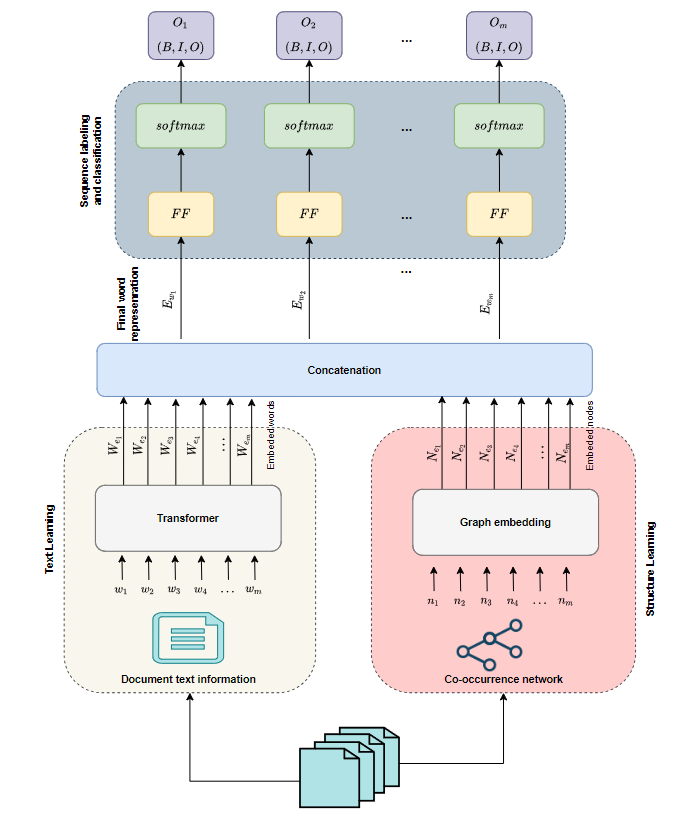 O1 O2 Om
(B, I, O) ... (B, I, O) (B, I, O)
Sequence labeling
and classification
softmax softmax ... softmax
FF FF ... FF
...
Final word
reprensration
Ew1 Ew2 Ewm
Concatenation
We1 We2 We3 We4 ... Wem Embeded words
Ne1 Ne2 Ne3 Ne4 ... Nem Embeded nodes
Text Learning
Transformer
Graph embedding
Structure Learning
w1 w2 w3 w4 ... wm
n1 n2 n3 n4 ... nm
Document text information
Co-occurrence network